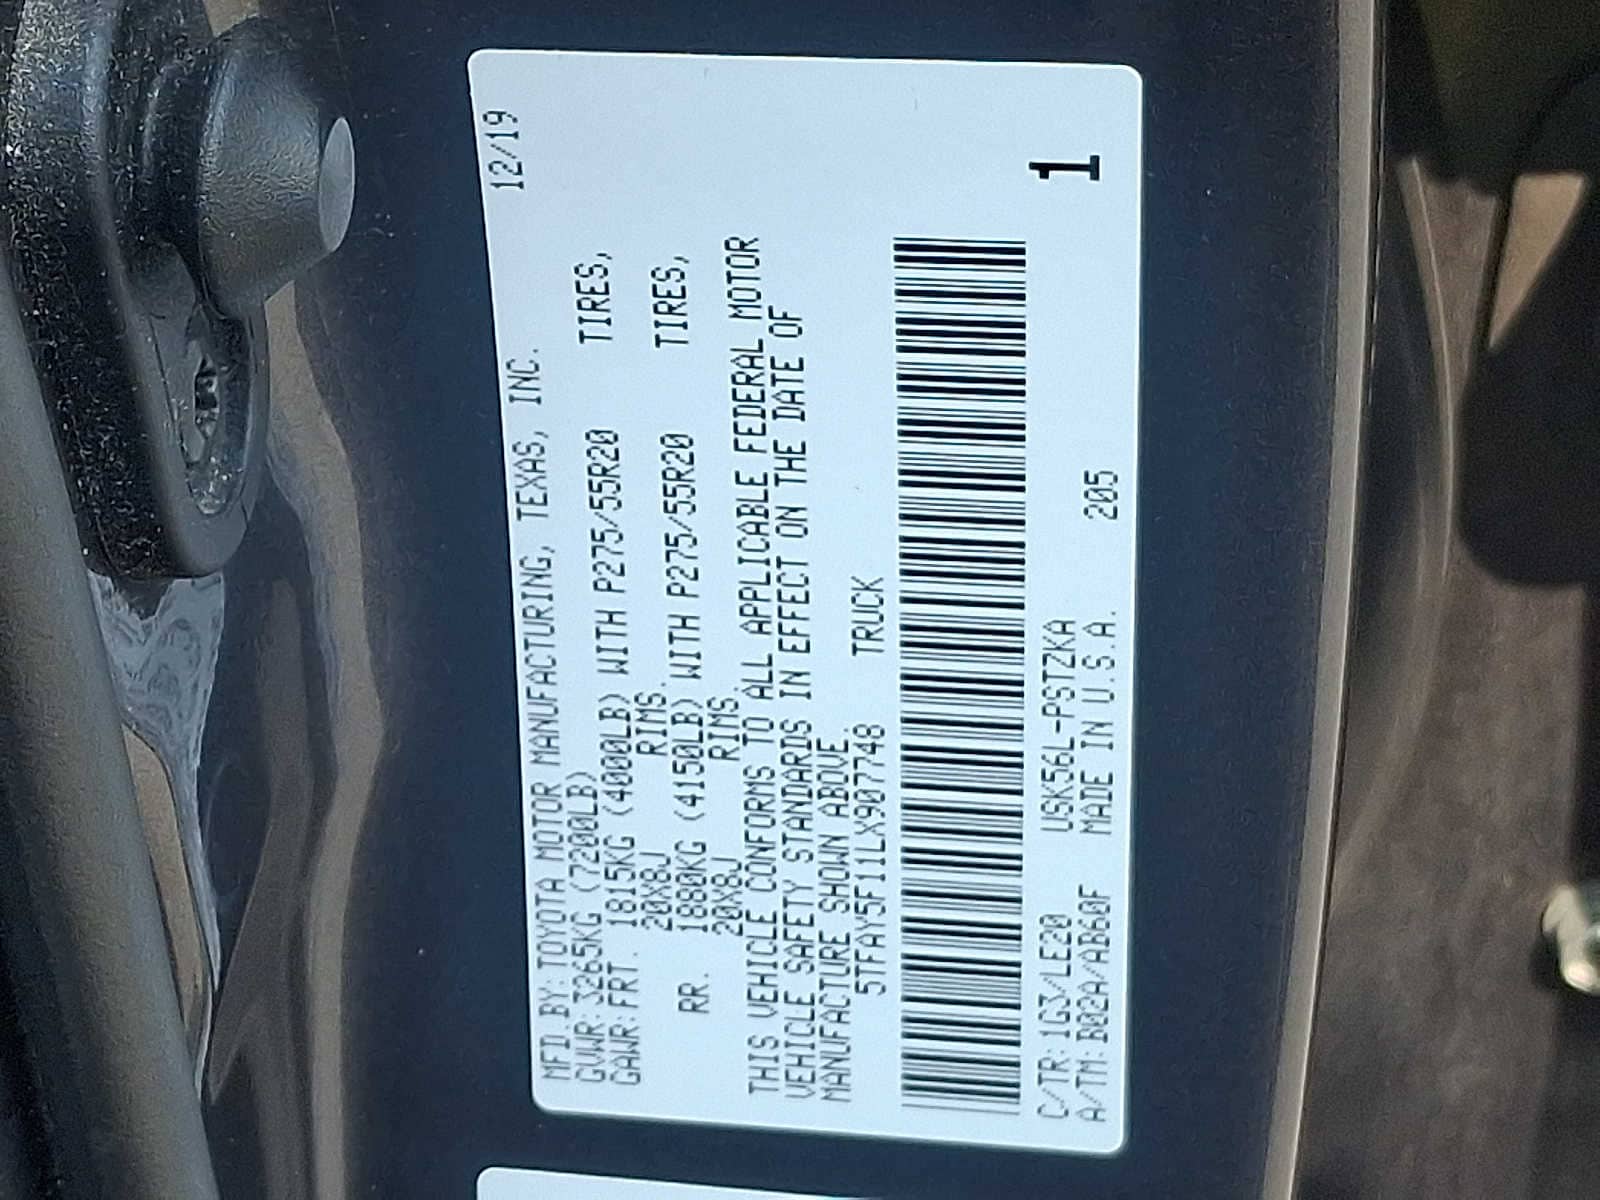 MFD.BY:TOYOTA MOTOR MANUFACTURING, TEXAS, INC. 12/19
GVWR:3265KG (7200LB)
GAWR:FRT. 1815KG (4000LB) WITH P275/55R20 TIRES,
20X8J RIMS.
RR. 1880KG (4150LB) WITH P275/55R20 TIRES,
20X8J RIMS.
THIS VEHICLE CONFORMS TO ALL APPLICABLE FEDERAL MOTOR
VEHICLE SAFETY STANDARDS IN EFFECT ON THE DATE OF
MANUFACTURE SHOWN ABOVE.
5TFAY5F11LX907748 TRUCK
1
C/TR:1G3/LE20 USK56L-PSTZKA
A/TM:B02A/AB60F MADE IN U.S.A. 205